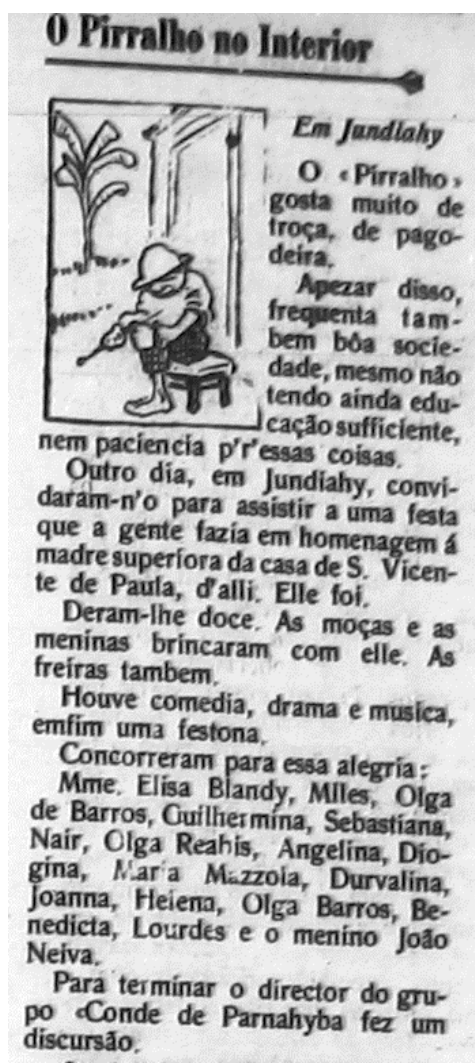 O Pirralho no Interior
Em Jundiahy
O «Pirralho»
gosta muito de
troça, de pago-
deira.
Apezar disso,
frequenta tam-
bem bôa socie-
dade, mesmo não
tendo ainda edu-
cação sufficiente,
nem paciencia p'r'essas coisas.
Outro dia, em Jundiahy, convi-
daram-n'o para assistir a uma festa
que a gente fazia em homenagem á
madre superiora da casa de S. Vicen-
te de Paula, d'alli. Elle foi.
Deram-lhe doce. As moças e as
meninas brincaram com elle. As
freiras tambem.
Houve comedia, drama e musica,
emfim uma festona.
Concorreram para essa alegria:
Mme. Elisa Blandy, Mlles, Olga
de Barros, Guilhermina, Sebastiana,
Nair, Olga Reahis, Angelina, Dio-
gina, Maria Mazzoia, Durvalina,
Joanna, Helena, Olga Barros, Be-
nedicta, Lourdes e o menino João
Neiva.
Para terminar o director do gru-
po «Conde de Parnahyba fez um
discursão.